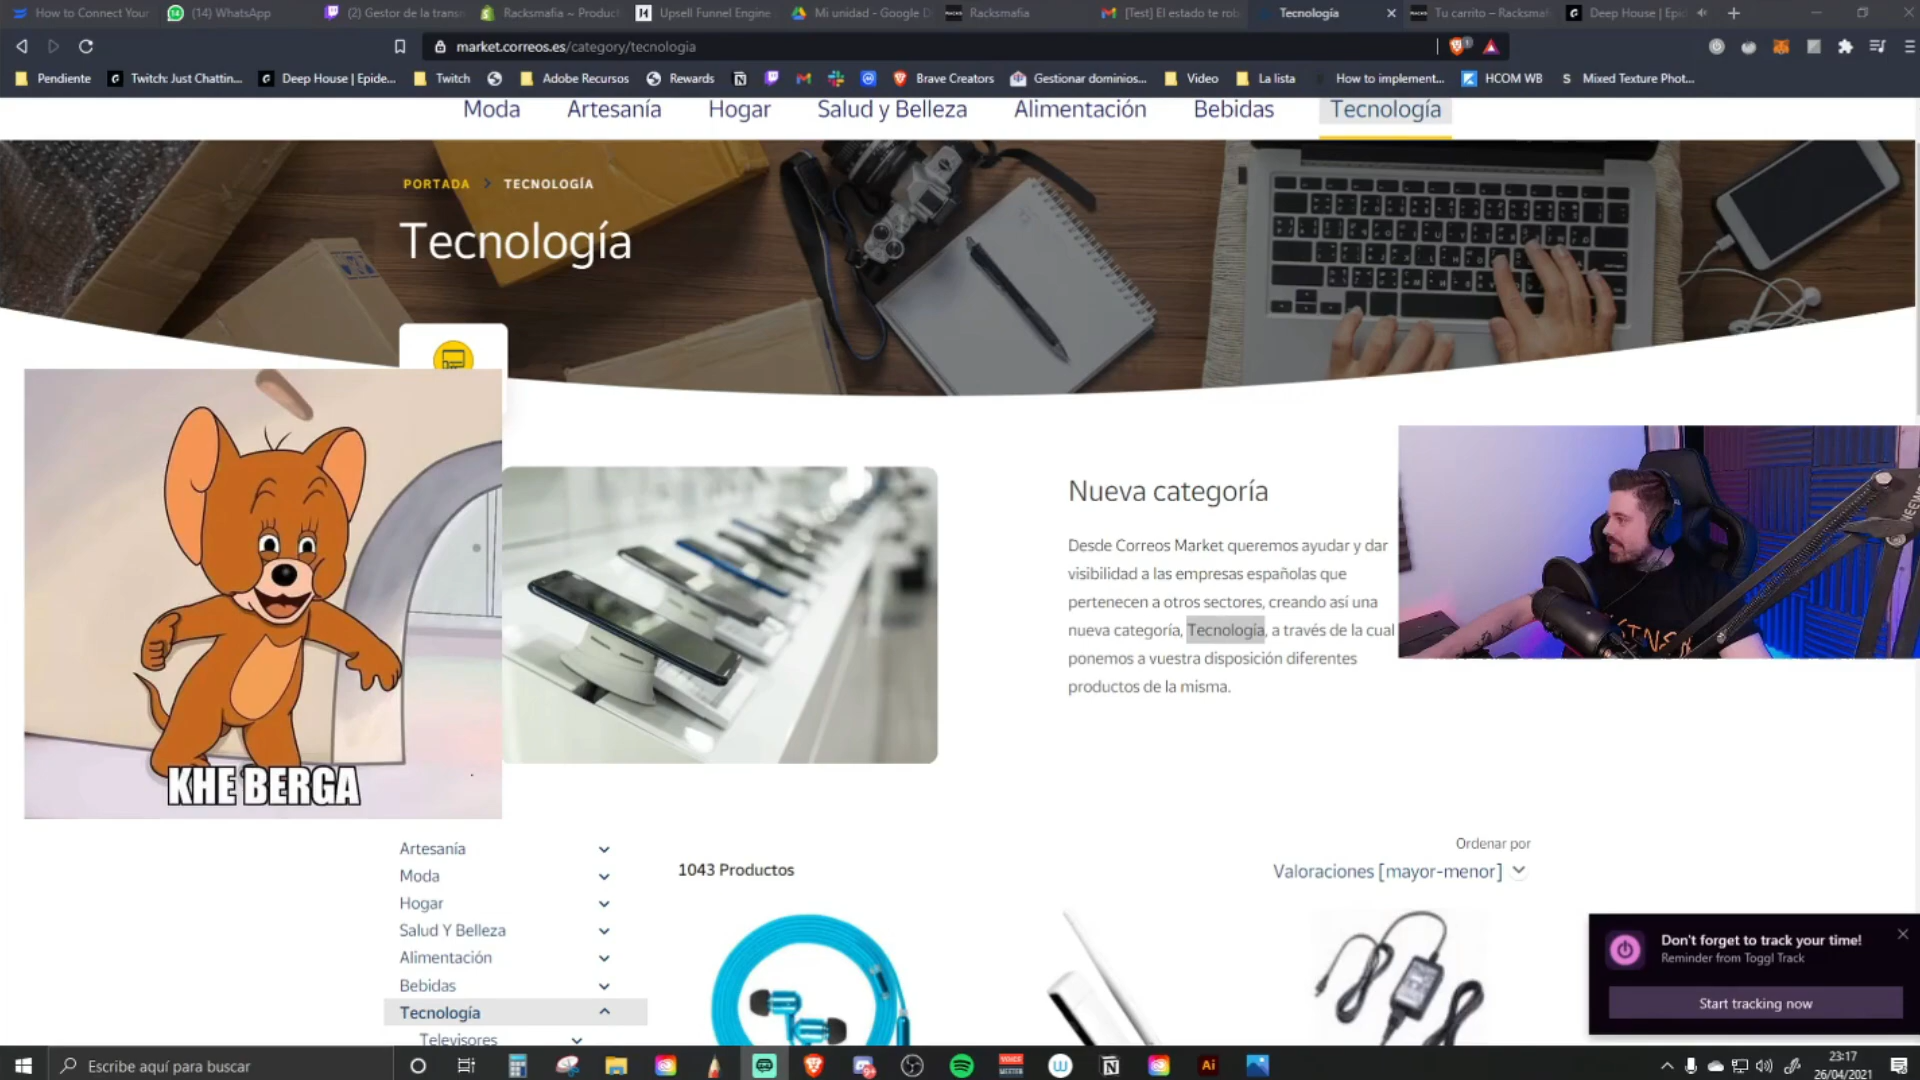 How to Connect Your
(14) WhatsApp
(2) Gestor de la transm
Racksmafia ~ Product
Upsell Funnel Engine
Mi unidad - Google D
Racksmafia
[Test] El estado te rob
Tecnologia
Tu carrito – Racksmaf
Deep House | Epid
market.correos.es/category/tecnologia
Pendiente
Twitch: Just Chattin...
Deep House | Epide...
Twitch
Adobe Recursos
Rewards
Brave Creators
Gestionar dominios...
Video
La lista
How to implement...
HCOM WB
Mixed Texture Phot...
Moda
Artesanía
Hogar
Salud y Belleza
Alimentación
Bebidas
Tecnología
PORTADA > TECNOLOGÍA
Tecnología
Nueva categoría
Desde Correos Market queremos ayudar y dar
visibilidad a las empresas españolas que
pertenecen a otros sectores, creando así una
nueva categoría, Tecnología, a través de la cual
ponemos a vuestra disposición diferentes
productos de la misma.
KHE BERGA
Artesanía
Moda
Hogar
Salud Y Belleza
Alimentación
Bebidas
Tecnología
Televisores
1043 Productos
Ordenar por
Valoraciones [mayor-menor]
Don't forget to track your time!
Reminder from Toggl Track
Start tracking now
Escribe aquí para buscar
23:17
26/04/2021